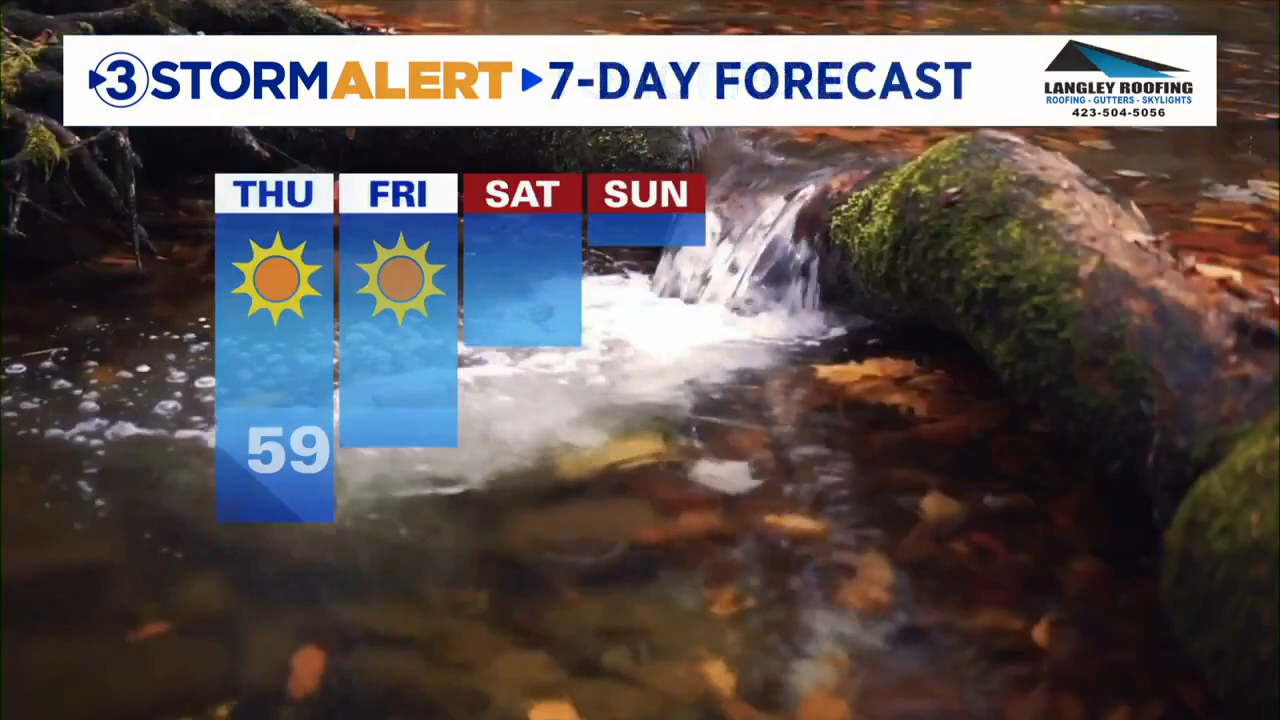 3 STORM ALERT 7-DAY FORECAST
LANGLEY ROOFING
ROOFING - GUTTERS - SKYLIGHTS
423-504-5056
THU FRI SAT SUN
59